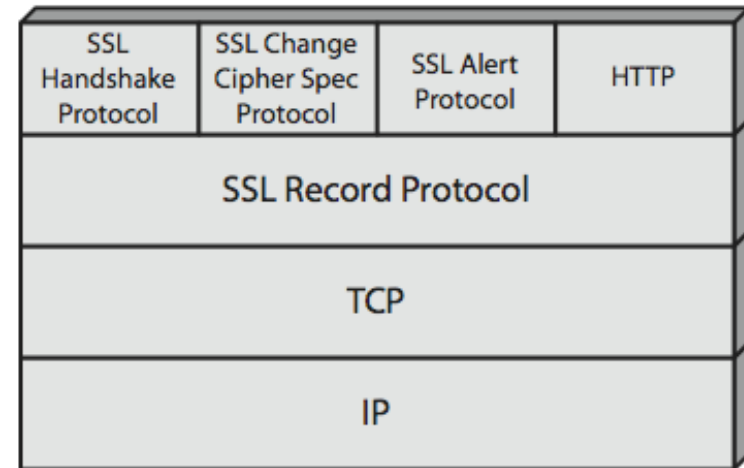 SSL
Handshake
Protocol
SSL Change
Cipher Spec
Protocol
SSL Alert
Protocol
HTTP
SSL Record Protocol
TCP
IP